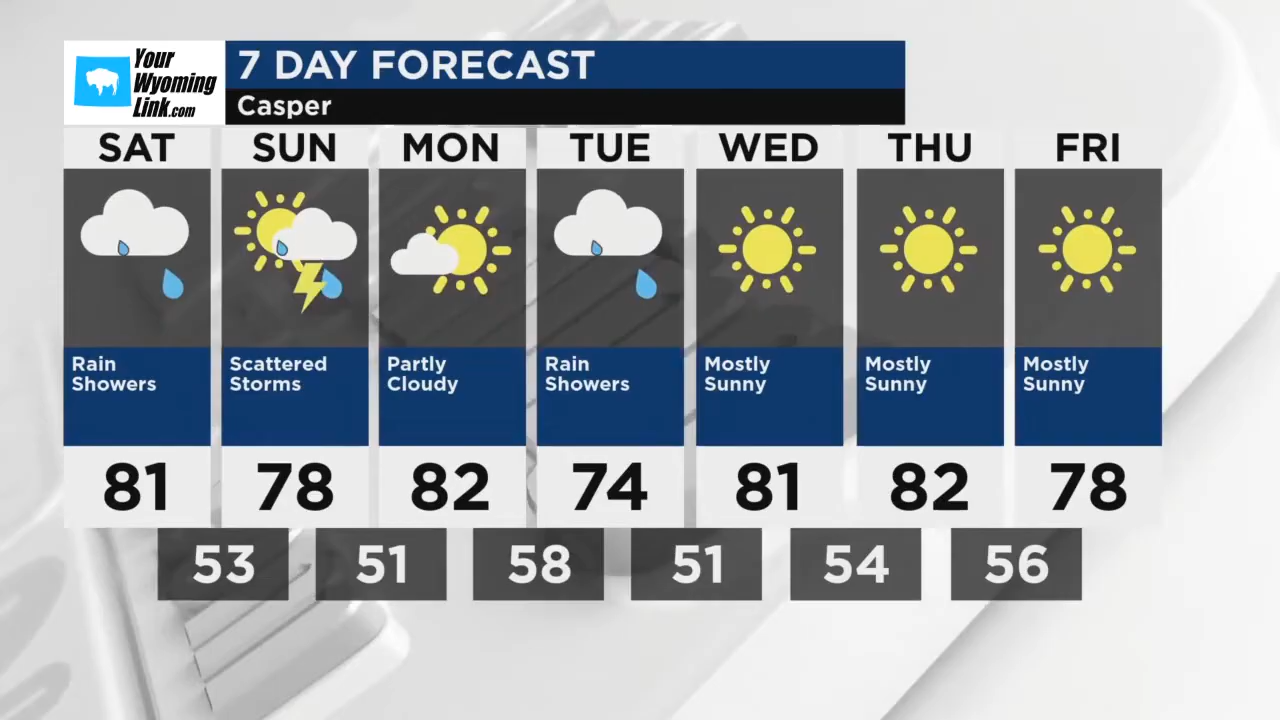 Your
Wyoming
Link.com
7 DAY FORECAST
Casper
SAT SUN MON TUE WED THU FRI
Rain
Showers
Scattered
Storms
Partly
Cloudy
Rain
Showers
Mostly
Sunny
Mostly
Sunny
Mostly
Sunny
81 78 82 74 81 82 78
53 51 58 51 54 56